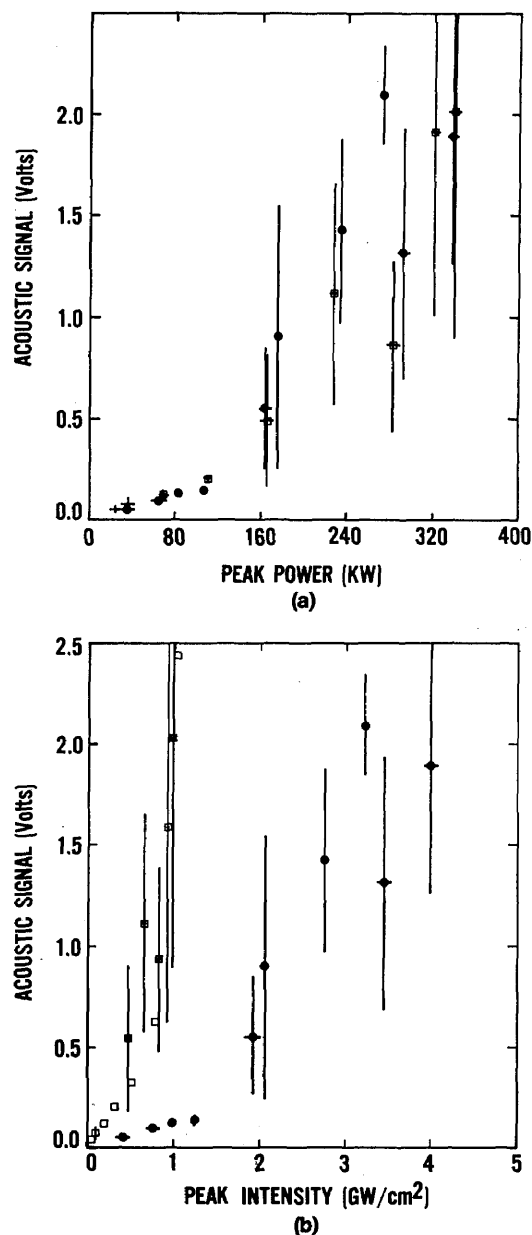 2.0
1.5
1.0
0.5
0.0
ACOUSTIC SIGNAL (Volts)
0 80 160 240 320 400
PEAK POWER (KW)
(a)
2.5
2.0
1.5
1.0
0.5
0.0
ACOUSTIC SIGNAL (Volts)
0 1 2 3 4 5
PEAK INTENSITY (GW/cm²)
(b)